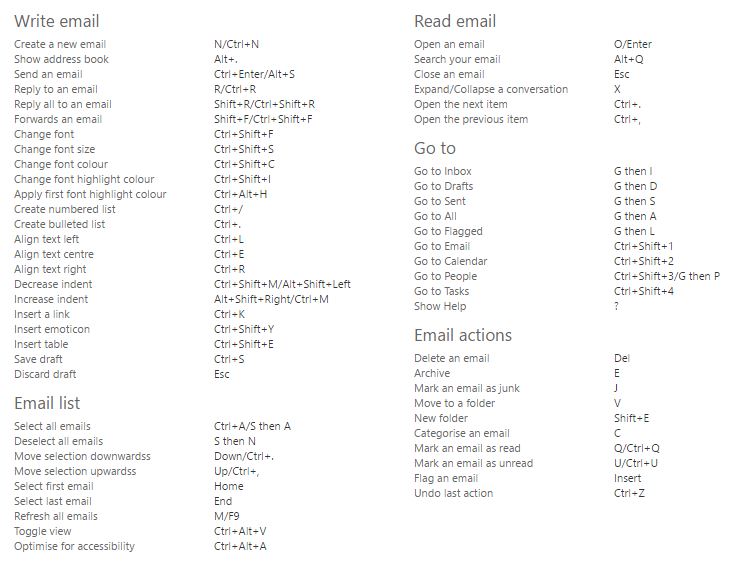 Write email
Create a new email N/Ctrl+N
Show address book Alt+.
Send an email Ctrl+Enter/Alt+S
Reply to an email R/Ctrl+R
Reply all to an email Shift+R/Ctrl+Shift+R
Forwards an email Shift+F/Ctrl+Shift+F
Change font Ctrl+Shift+F
Change font size Ctrl+Shift+S
Change font colour Ctrl+Shift+C
Change font highlight colour Ctrl+Shift+I
Apply first font highlight colour Ctrl+Alt+H
Create numbered list Ctrl+/
Create bulleted list Ctrl+.
Align text left Ctrl+L
Align text centre Ctrl+E
Align text right Ctrl+R
Decrease indent Ctrl+Shift+M/Alt+Shift+Left
Increase indent Alt+Shift+Right/Ctrl+M
Insert a link Ctrl+K
Insert emoticon Ctrl+Shift+Y
Insert table Ctrl+Shift+E
Save draft Ctrl+S
Discard draft Esc
Email list
Select all emails Ctrl+A/S then A
Deselect all emails S then N
Move selection downwardss Down/Ctrl+.
Move selection upwardss Up/Ctrl+,
Select first email Home
Select last email End
Refresh all emails M/F9
Toggle view Ctrl+Alt+V
Optimise for accessibility Ctrl+Alt+A
Read email
Open an email O/Enter
Search your email Alt+Q
Close an email Esc
Expand/Collapse a conversation X
Open the next item Ctrl+.
Open the previous item Ctrl+,
Go to
Go to Inbox G then I
Go to Drafts G then D
Go to Sent G then S
Go to All G then A
Go to Flagged G then L
Go to Email Ctrl+Shift+1
Go to Calendar Ctrl+Shift+2
Go to People Ctrl+Shift+3/G then P
Go to Tasks Ctrl+Shift+4
Show Help ?
Email actions
Delete an email Del
Archive E
Mark an email as junk J
Move to a folder V
New folder Shift+E
Categorise an email C
Mark an email as read Q/Ctrl+Q
Mark an email as unread U/Ctrl+U
Flag an email Insert
Undo last action Ctrl+Z